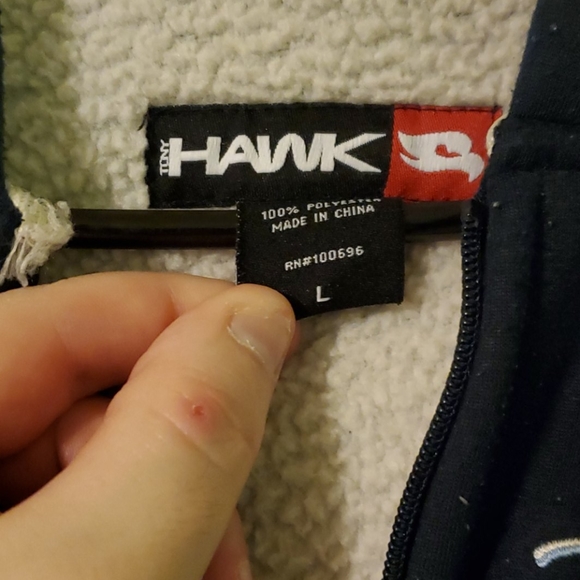 TONY HAWK
100% POLYESTER
MADE IN CHINA
RN#100696
L